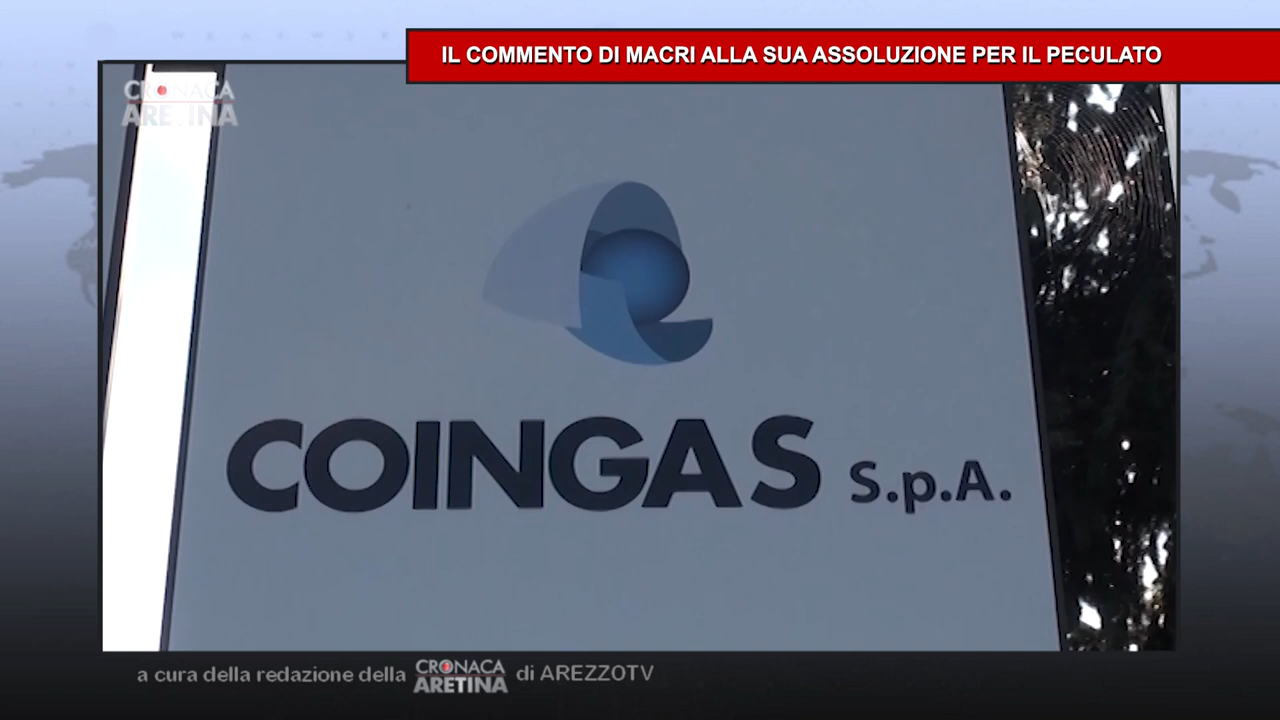 IL COMMENTO DI MACRI ALLA SUA ASSOLUZIONE PER IL PECULATO
CRONACA
ARETINA
COINGAS S.p.A.
a cura della redazione della CRONACA ARETINA di AREZZOTV